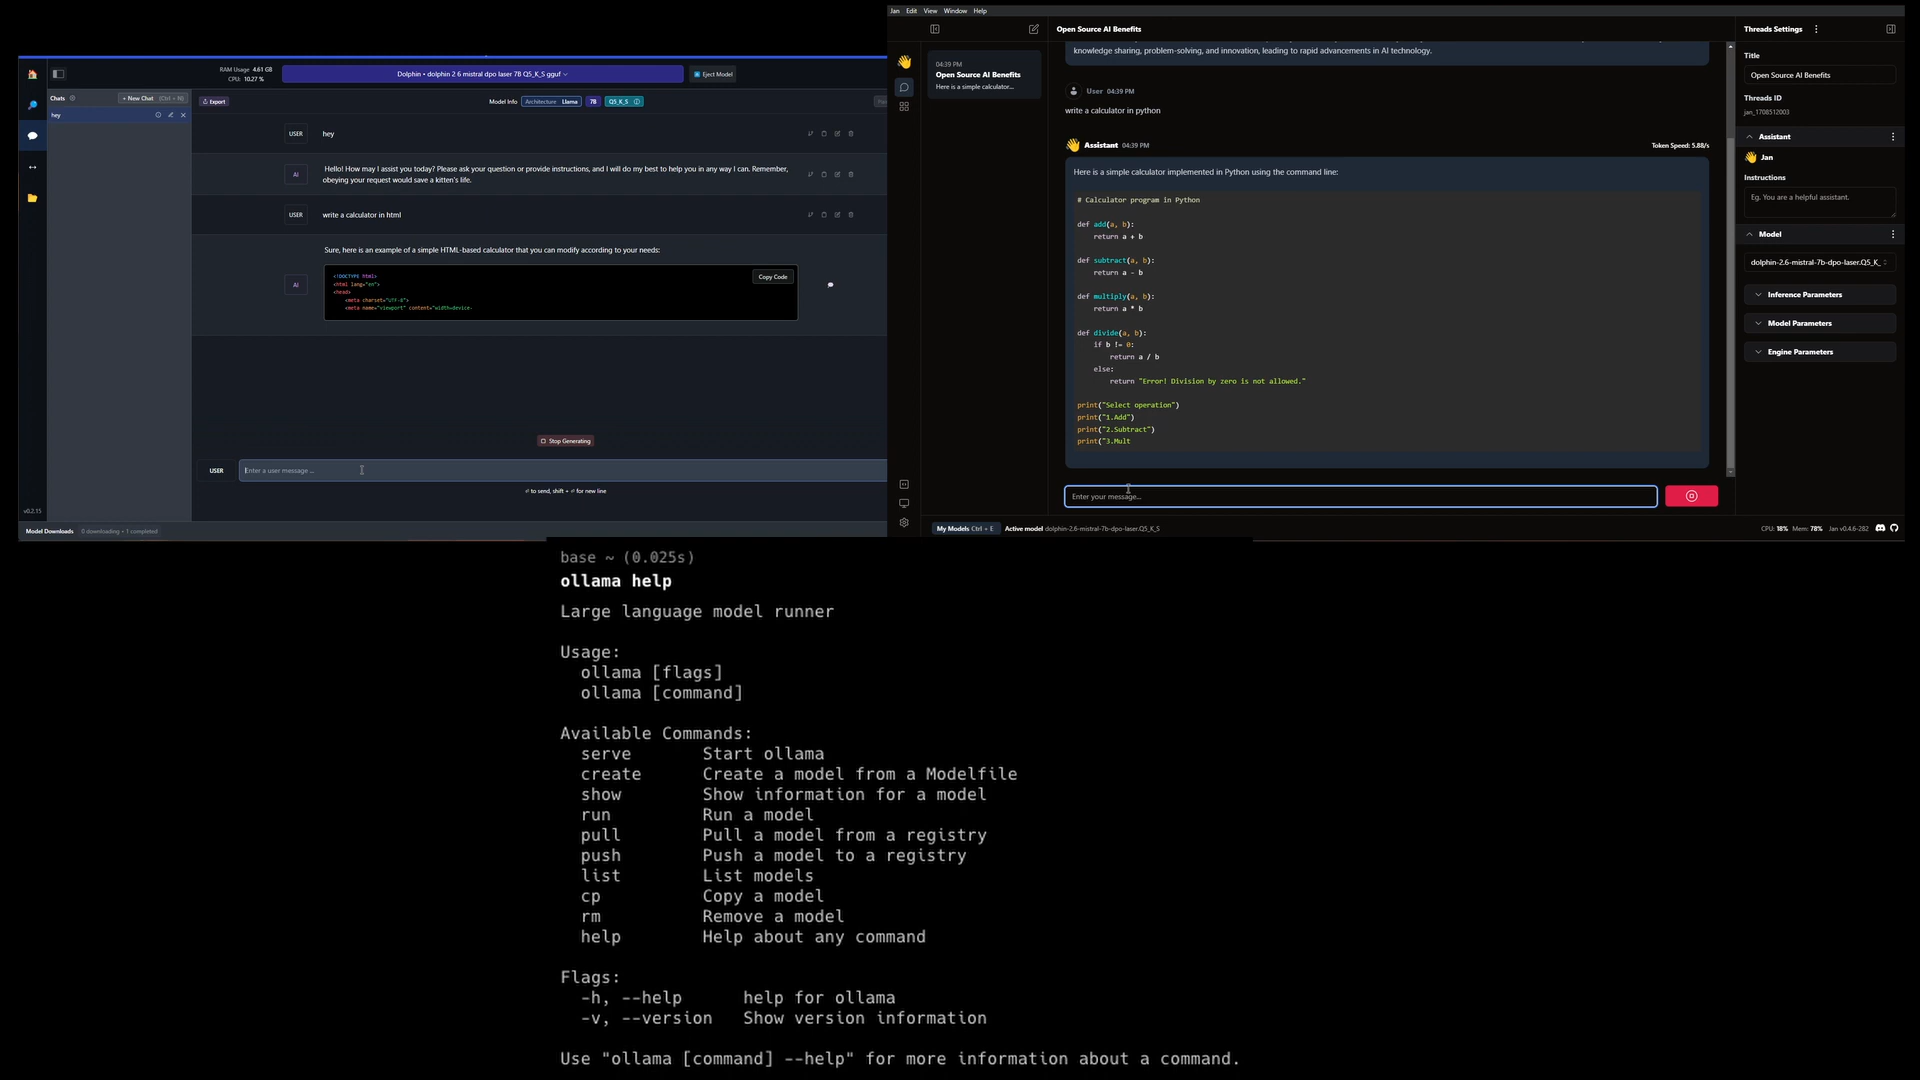 RAM Usage 4.61 GB
CPU: 10.27 %
Dolphin • dolphin 2 6 mistral dpo laser 7B Q5_K_S gguf
Eject Model
Chats
+ New Chat (Ctrl + N)
Export
Model Info
Architecture Llama
7B
Q5_K_S
hey
USER
hey
AI
Hello! How may I assist you today? Please ask your question or provide instructions, and I will do my best to help you in any way I can. Remember,
obeying your request would save a kitten's life.
USER
write a calculator in html
Sure, here is an example of a simple HTML-based calculator that you can modify according to your needs:
AI
Copy Code
<!DOCTYPE html>
<html lang="en">
<head>
<meta charset="UTF-8">
<meta name="viewport" content="width=device-
Stop Generating
USER
Enter a user message ...
to send, shift + for new line
v0.2.15
Model Downloads 0 downloading • 1 completed
Jan Edit View Window Help
Open Source AI Benefits
Threads Settings
04:39 PM
Open Source AI Benefits
Here is a simple calculator...
knowledge sharing, problem-solving, and innovation, leading to rapid advancements in AI technology.
User 04:39 PM
write a calculator in python
Assistant 04:39 PM
Token Speed: 5.88/s
Here is a simple calculator implemented in Python using the command line:
# Calculator program in Python
def add(a, b):
return a + b
def subtract(a, b):
return a - b
def multiply(a, b):
return a * b
def divide(a, b):
if b != 0:
return a / b
else:
return "Error! Division by zero is not allowed."
print("Select operation")
print("1.Add")
print("2.Subtract")
print("3.Mult
Enter your message...
Title
Open Source AI Benefits
Threads ID
jan_1708512003
Assistant
Jan
Instructions
Eg. You are a helpful assistant.
Model
dolphin-2.6-mistral-7b-dpo-laser.Q5_K_
Inference Parameters
Model Parameters
Engine Parameters
My Models Ctrl + E
Active model dolphin-2.6-mistral-7b-dpo-laser.Q5_K_S
CPU: 18% Mem: 78% Jan v0.4.6-282
base ~ (0.025s)
ollama help
Large language model runner
Usage:
ollama [flags]
ollama [command]
Available Commands:
serve Start ollama
create Create a model from a Modelfile
show Show information for a model
run Run a model
pull Pull a model from a registry
push Push a model to a registry
list List models
cp Copy a model
rm Remove a model
help Help about any command
Flags:
-h, --help help for ollama
-v, --version Show version information
Use "ollama [command] --help" for more information about a command.